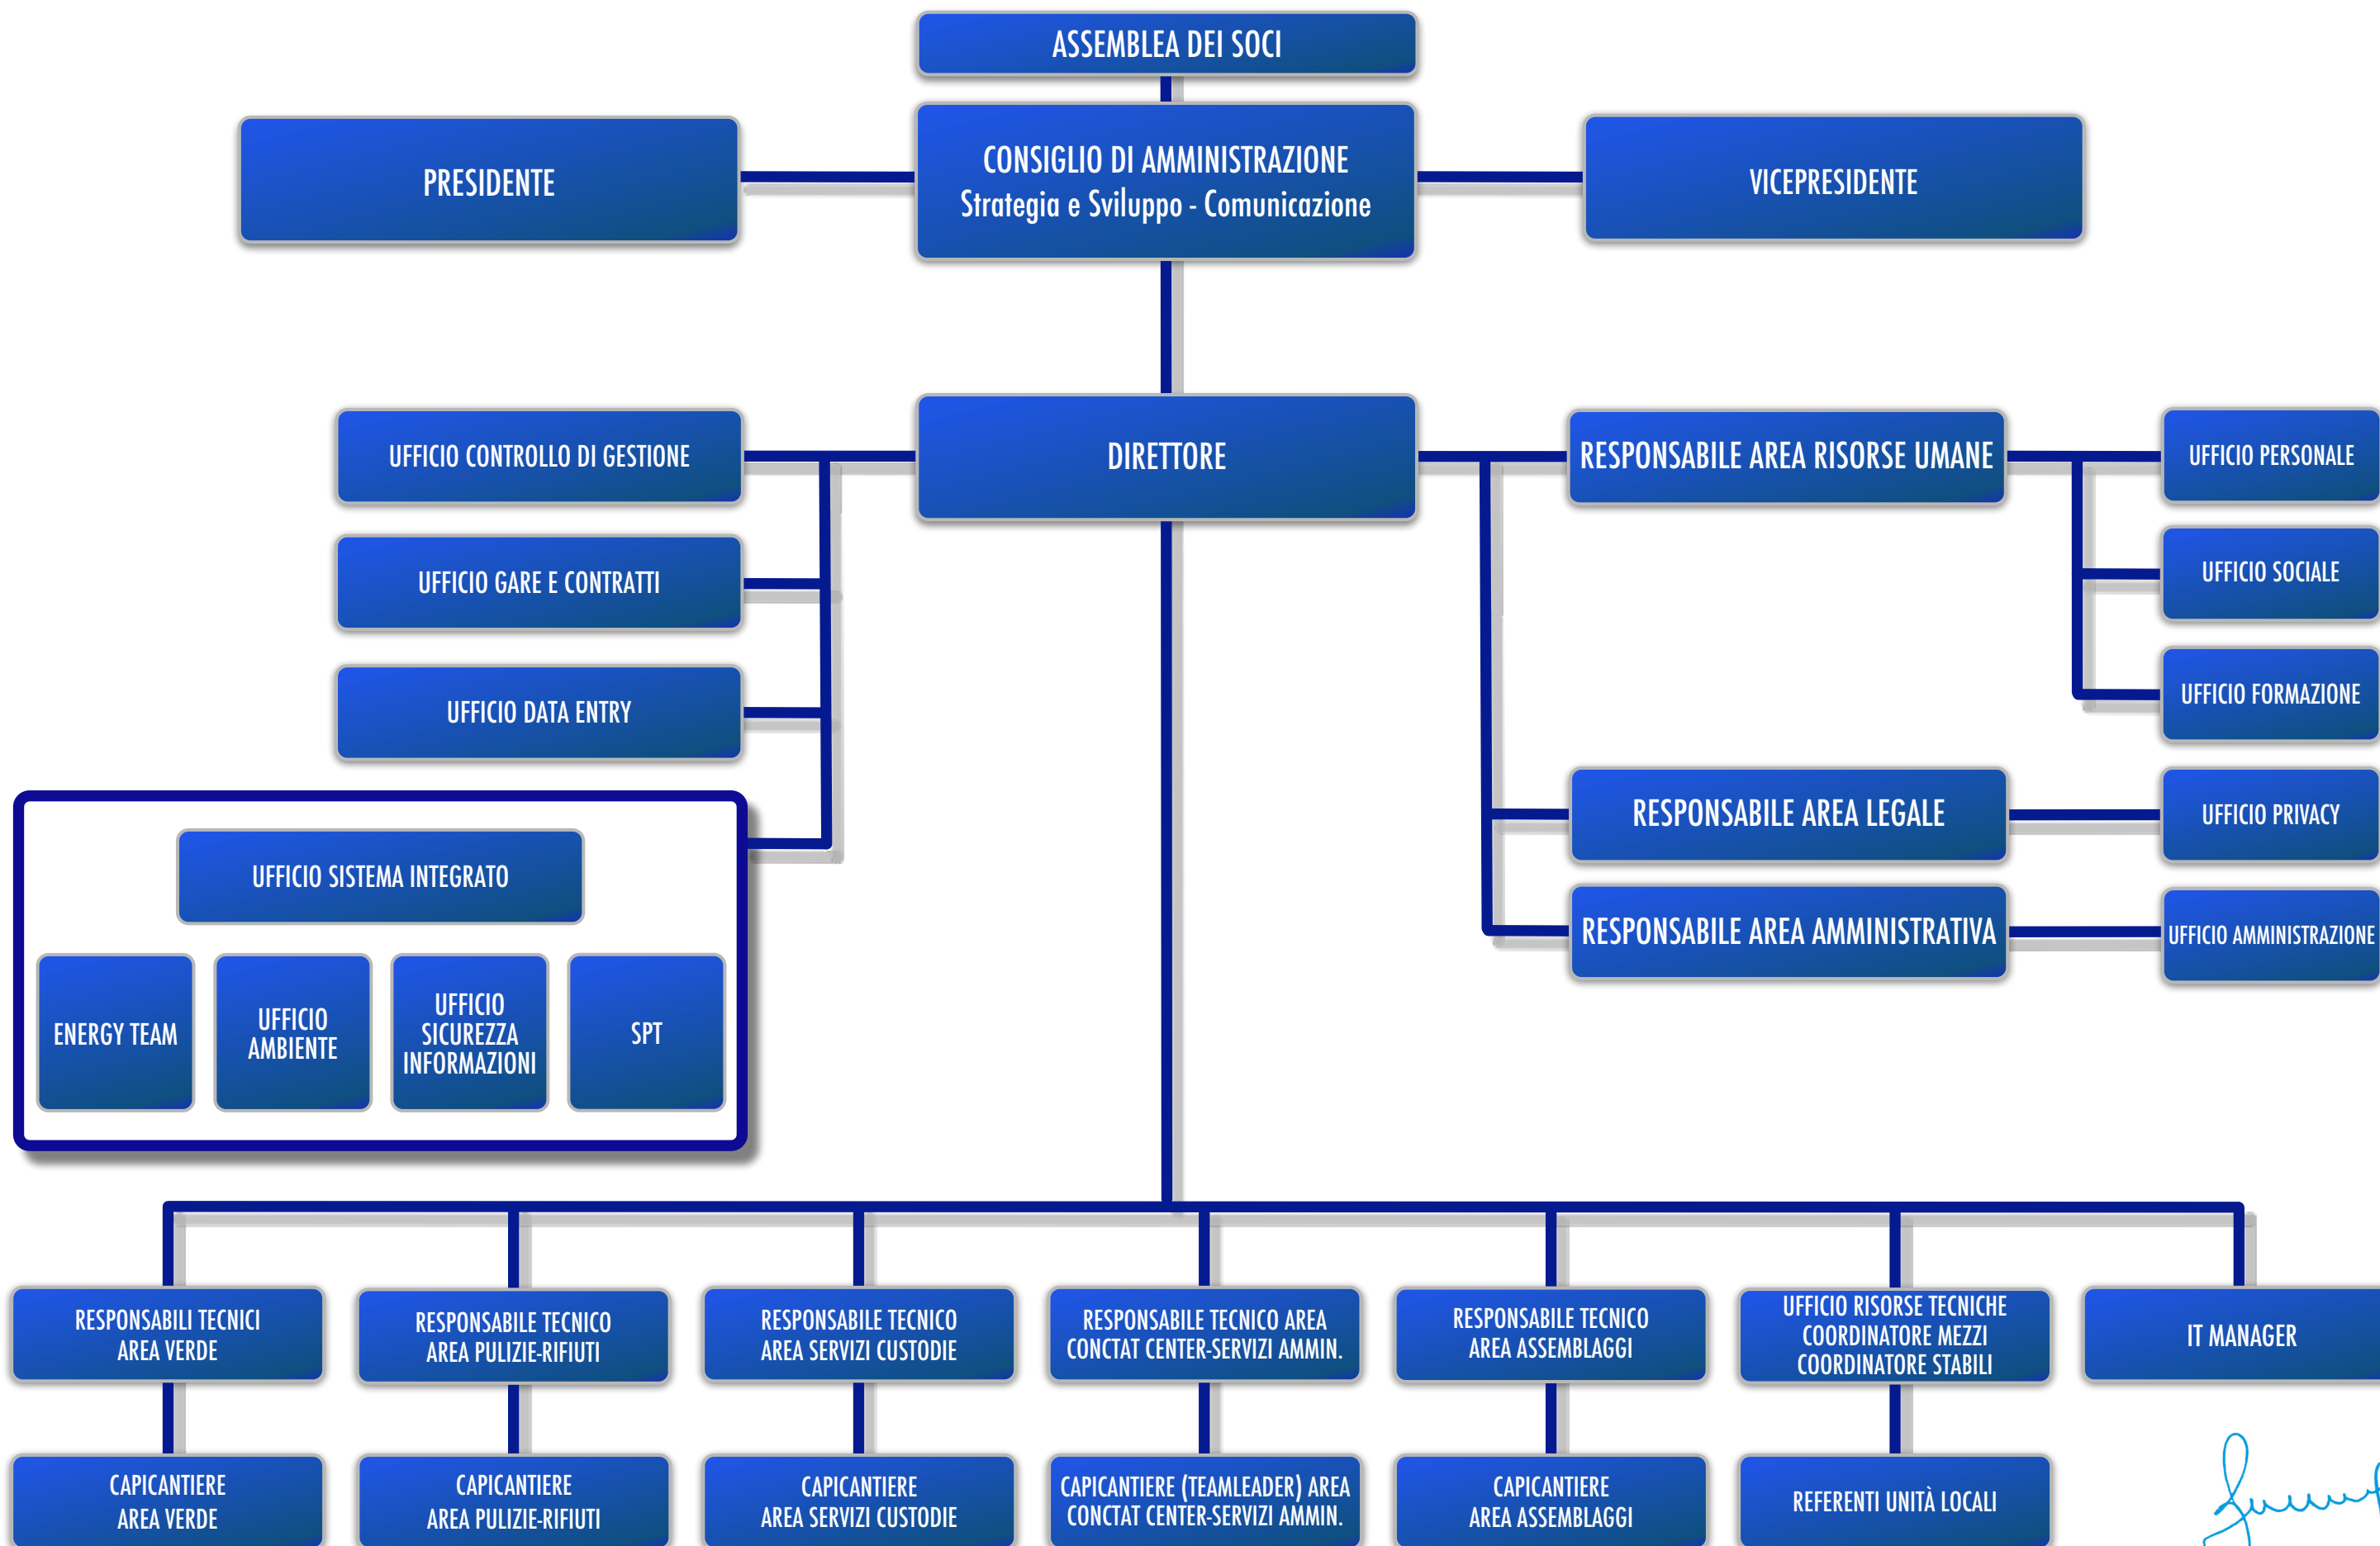 ASSEMBLEA DEI SOCI
PRESIDENTE
CONSIGLIO DI AMMINISTRAZIONE
Strategia e Sviluppo - Comunicazione
VICEPRESIDENTE
UFFICIO CONTROLLO DI GESTIONE
DIRETTORE
RESPONSABILE AREA RISORSE UMANE
UFFICIO PERSONALE
UFFICIO GARE E CONTRATTI
UFFICIO SOCIALE
UFFICIO DATA ENTRY
UFFICIO FORMAZIONE
RESPONSABILE AREA LEGALE
UFFICIO PRIVACY
UFFICIO SISTEMA INTEGRATO
RESPONSABILE AREA AMMINISTRATIVA
UFFICIO AMMINISTRAZIONE
ENERGY TEAM
UFFICIO
AMBIENTE
UFFICIO
SICUREZZA
INFORMAZIONI
SPT
RESPONSABILI TECNICI
AREA VERDE
RESPONSABILE TECNICO
AREA PULIZIE-RIFIUTI
RESPONSABILE TECNICO
AREA SERVIZI CUSTODIE
RESPONSABILE TECNICO AREA
CONCTAT CENTER-SERVIZI AMMIN.
RESPONSABILE TECNICO
AREA ASSEMBLAGGI
UFFICIO RISORSE TECNICHE
COORDINATORE MEZZI
COORDINATORE STABILI
IT MANAGER
CAPICANTIERE
AREA VERDE
CAPICANTIERE
AREA PULIZIE-RIFIUTI
CAPICANTIERE
AREA SERVIZI CUSTODIE
CAPICANTIERE (TEAMLEADER) AREA
CONCTAT CENTER-SERVIZI AMMIN.
CAPICANTIERE
AREA ASSEMBLAGGI
REFERENTI UNITÀ LOCALI